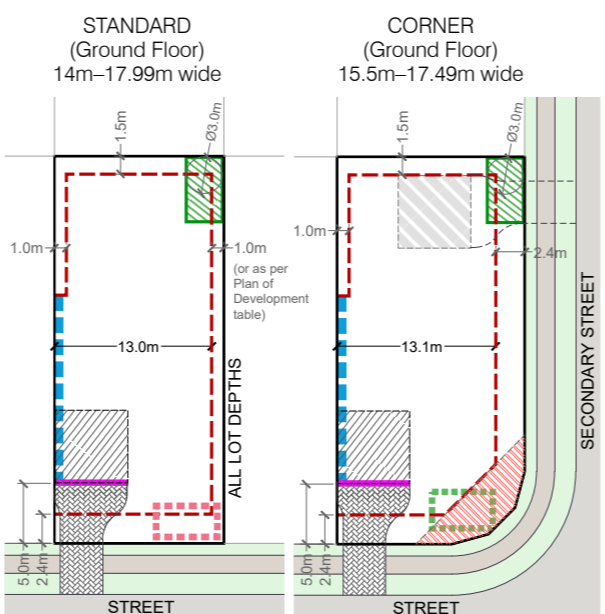 STANDARD
(Ground Floor)
14m–17.99m wide
1.5m
Ø3.0m
1.0m
1.0m
(or as per
Plan of
Development
table)
13.0m
ALL LOT DEPTHS
5.0m
2.4m
STREET
CORNER
(Ground Floor)
15.5m–17.49m wide
1.5m
Ø3.0m
1.0m
2.4m
13.1m
SECONDARY STREET
5.0m
2.4m
STREET